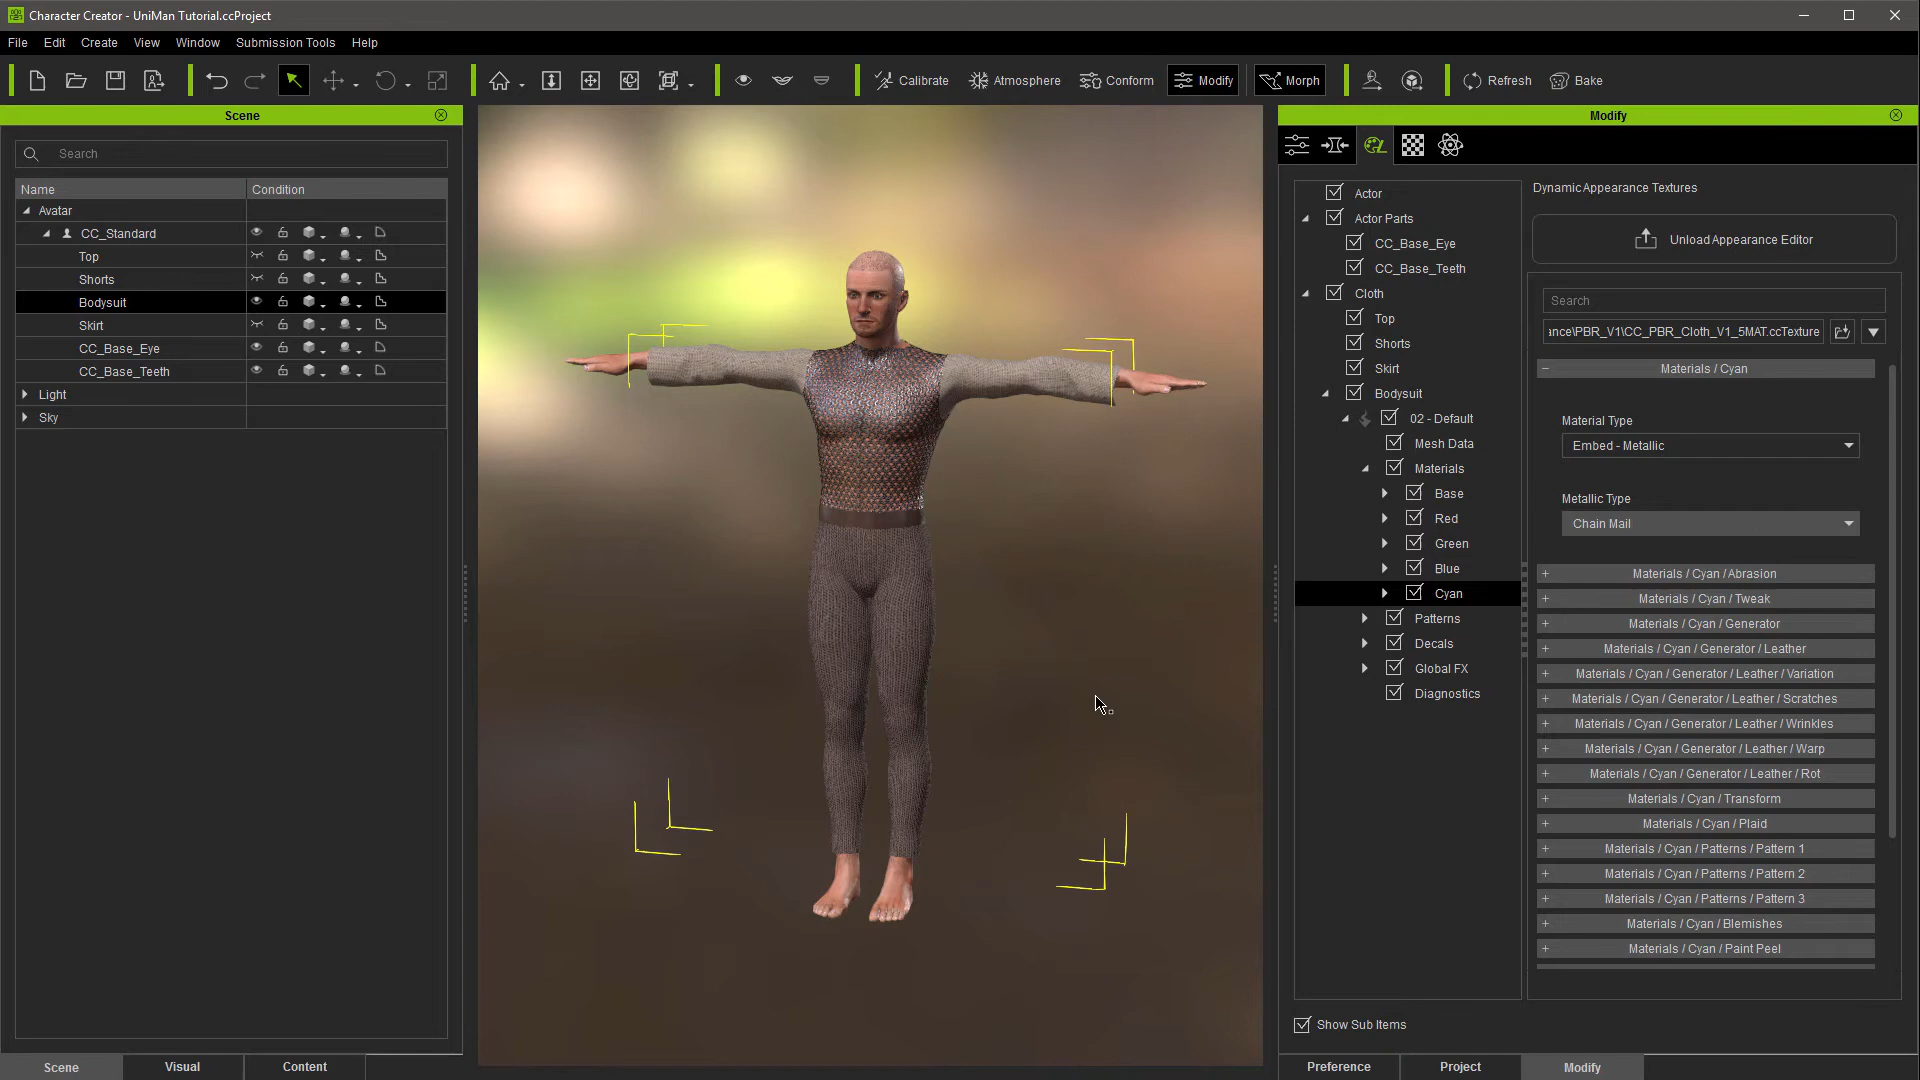 Character Creator - UniMan Tutorial.ccProject
File Edit Create View Window Submission Tools Help
Calibrate Atmosphere Conform Modify Morph Refresh Bake
Scene
Search
Name Condition
Avatar
CC_Standard
Top
Shorts
Bodysuit
Skirt
CC_Base_Eye
CC_Base_Teeth
Light
Sky
Scene Visual Content
Modify
Actor
Actor Parts
CC_Base_Eye
CC_Base_Teeth
Cloth
Top
Shorts
Skirt
Bodysuit
02 - Default
Mesh Data
Materials
Base
Red
Green
Blue
Cyan
Patterns
Decals
Global FX
Diagnostics
Show Sub Items
Dynamic Appearance Textures
Unload Appearance Editor
Search
ance\PBR_V1\CC_PBR_Cloth_V1_5MAT.ccTexture
Materials / Cyan
Material Type
Embed - Metallic
Metallic Type
Chain Mail
Materials / Cyan / Abrasion
Materials / Cyan / Tweak
Materials / Cyan / Generator
Materials / Cyan / Generator / Leather
Materials / Cyan / Generator / Leather / Variation
Materials / Cyan / Generator / Leather / Scratches
Materials / Cyan / Generator / Leather / Wrinkles
Materials / Cyan / Generator / Leather / Warp
Materials / Cyan / Generator / Leather / Rot
Materials / Cyan / Transform
Materials / Cyan / Plaid
Materials / Cyan / Patterns / Pattern 1
Materials / Cyan / Patterns / Pattern 2
Materials / Cyan / Patterns / Pattern 3
Materials / Cyan / Blemishes
Materials / Cyan / Paint Peel
Preference Project Modify